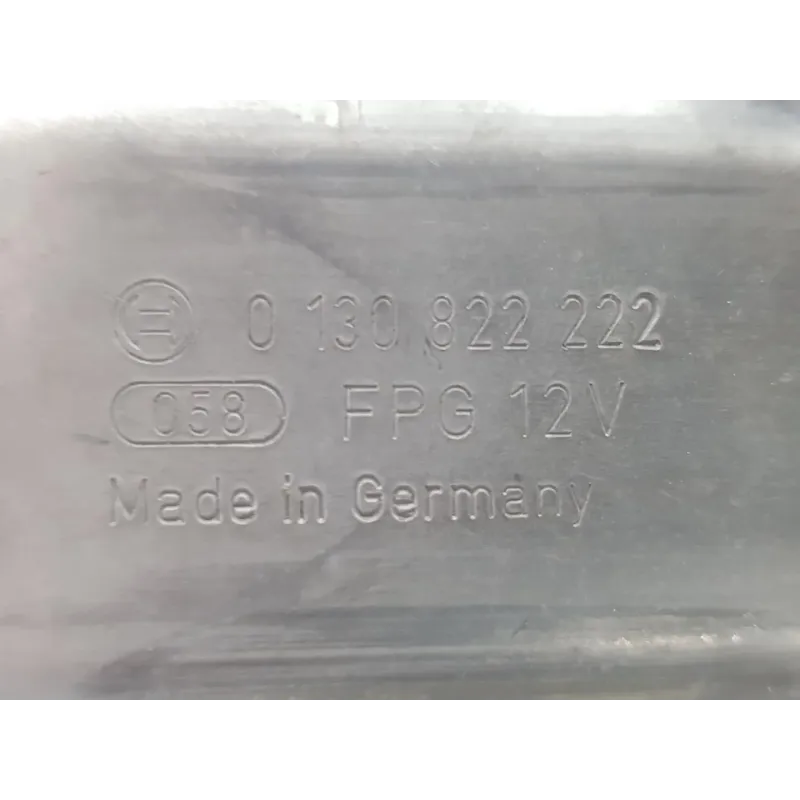 0 130 822 222
058 FPG 12V
Made in Germany